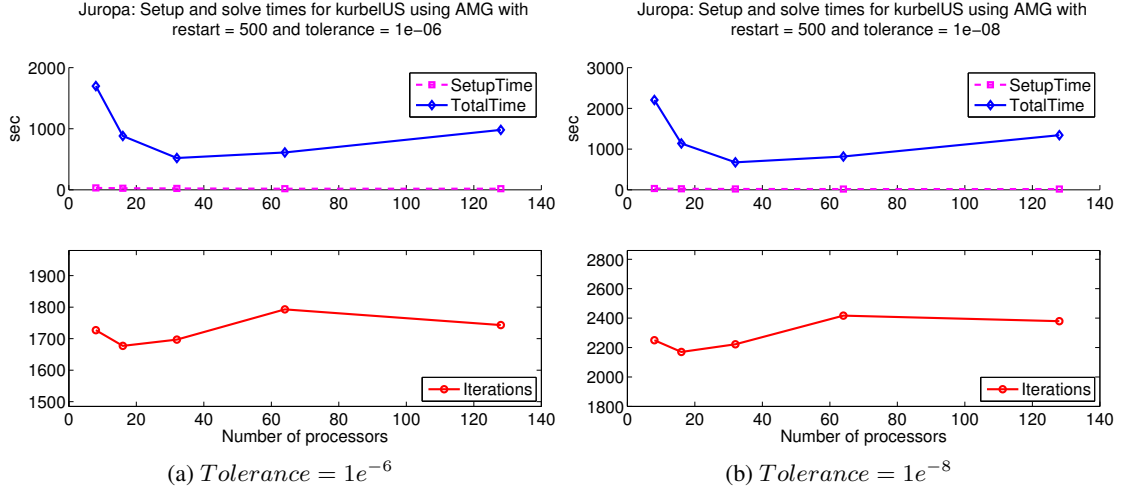 Juropa: Setup and solve times for kurbelUS using AMG with
restart = 500 and tolerance = 1e-06
2000
1000
0
sec
SetupTime
TotalTime
0 20 40 60 80 100 120 140
1900
1800
1700
1600
1500
Iterations
0 20 40 60 80 100 120 140
Number of processors
(a) Tolerance = 1e^{-6}
Juropa: Setup and solve times for kurbelUS using AMG with
restart = 500 and tolerance = 1e-08
3000
2000
1000
0
sec
SetupTime
TotalTime
0 20 40 60 80 100 120 140
2800
2600
2400
2200
2000
1800
Iterations
0 20 40 60 80 100 120 140
Number of processors
(b) Tolerance = 1e^{-8}